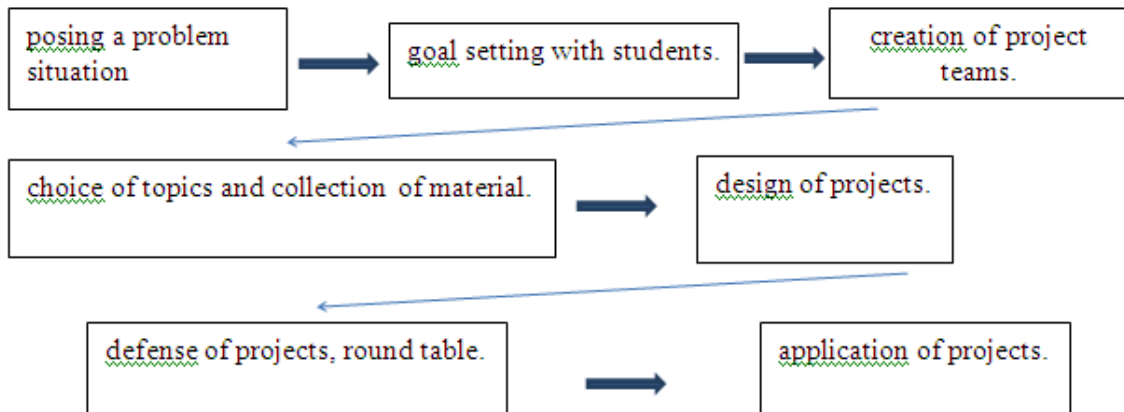 posing a problem
situation
goal setting with students.
creation of project
teams.
choice of topics and collection of material.
design of projects.
defense of projects, round table.
application of projects.